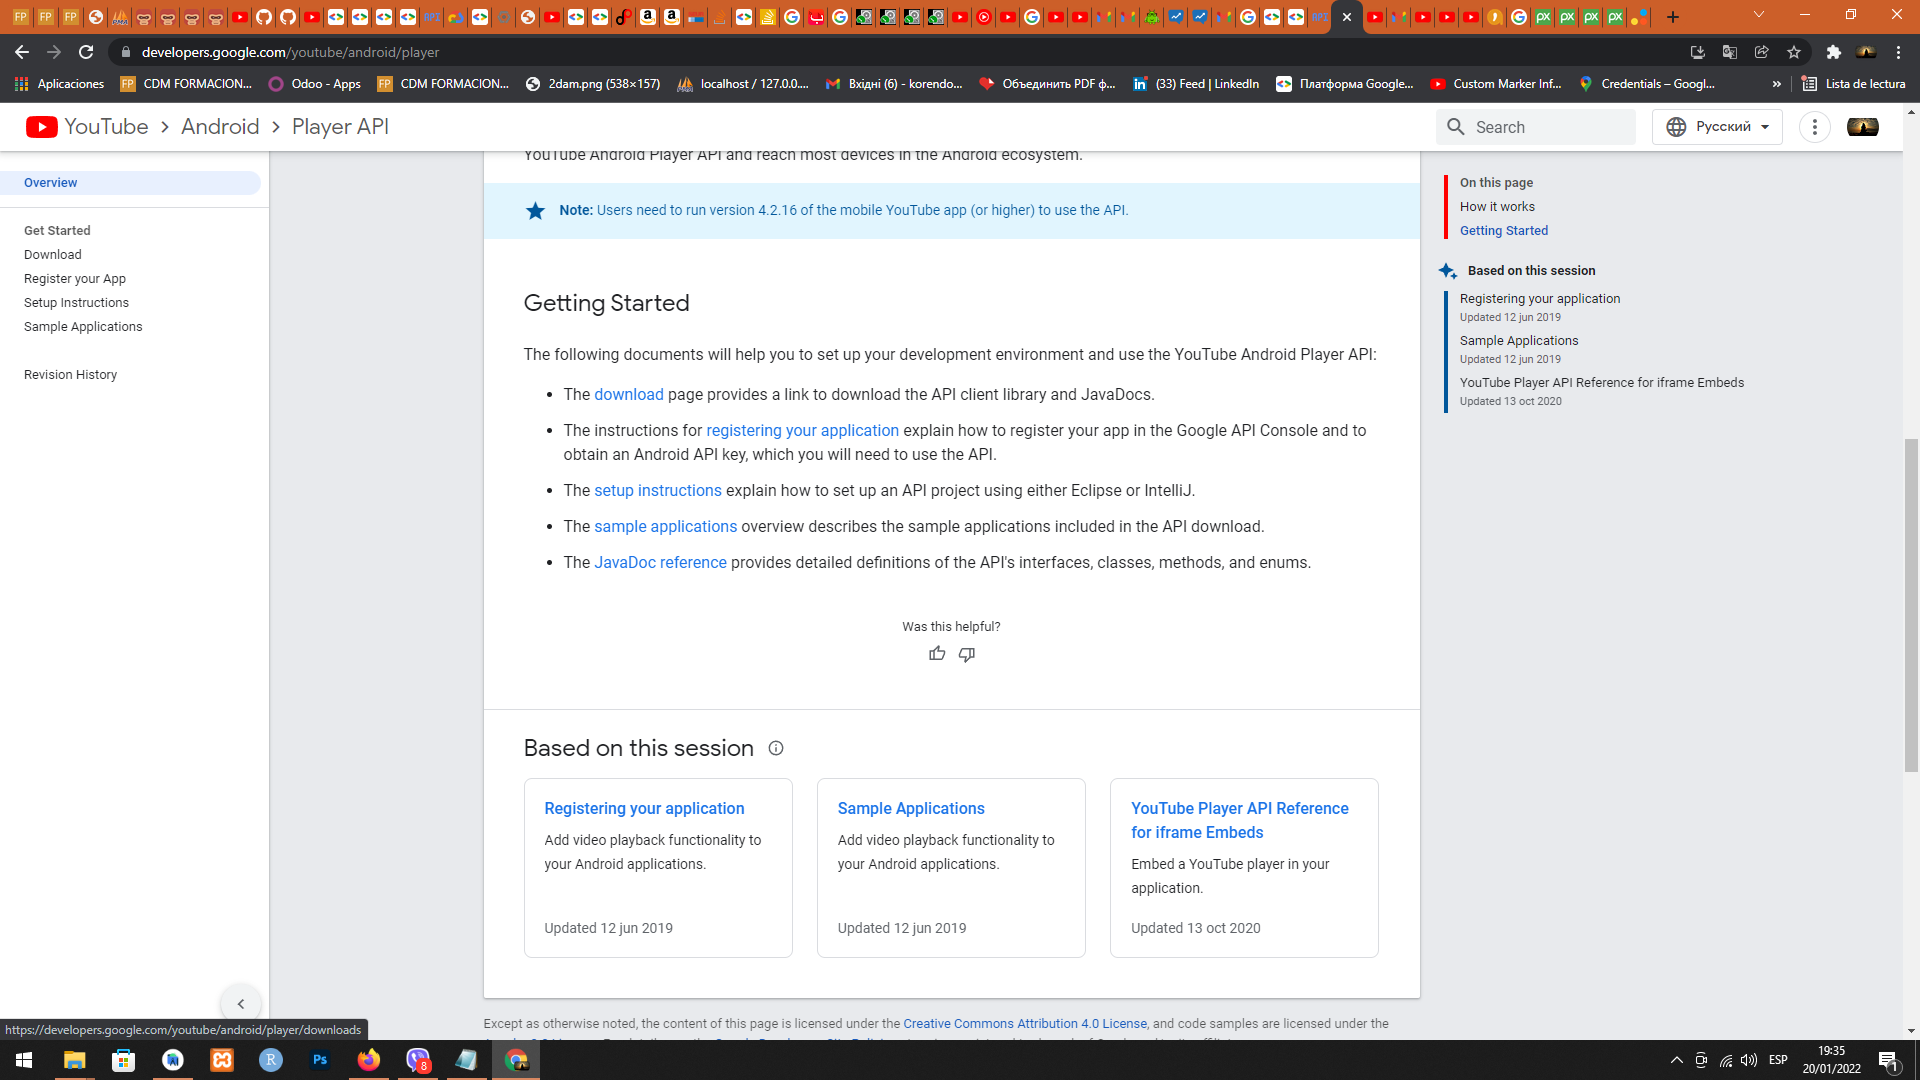 developers.google.com/youtube/android/player
Aplicaciones
CDM FORMACION...
Odoo - Apps
CDM FORMACION...
2dam.png (538×157)
localhost / 127.0.0....
Вхідні (6) - korendo...
Объединить PDF ф...
(33) Feed | LinkedIn
Платформа Google...
Custom Marker Inf...
Credentials – Googl...
»
Lista de lectura
YouTube > Android > Player API
Search
Русский
Overview
Get Started
Download
Register your App
Setup Instructions
Sample Applications
Revision History
YouTube Android Player API and reach most devices in the Android ecosystem.
Note: Users need to run version 4.2.16 of the mobile YouTube app (or higher) to use the API.
Getting Started
The following documents will help you to set up your development environment and use the YouTube Android Player API:
• The download page provides a link to download the API client library and JavaDocs.
• The instructions for registering your application explain how to register your app in the Google API Console and to
obtain an Android API key, which you will need to use the API.
• The setup instructions explain how to set up an API project using either Eclipse or IntelliJ.
• The sample applications overview describes the sample applications included in the API download.
• The JavaDoc reference provides detailed definitions of the API's interfaces, classes, methods, and enums.
Was this helpful?
Based on this session
Registering your application
Add video playback functionality to
your Android applications.
Updated 12 jun 2019
Sample Applications
Add video playback functionality to
your Android applications.
Updated 12 jun 2019
YouTube Player API Reference
for iframe Embeds
Embed a YouTube player in your
application.
Updated 13 oct 2020
Except as otherwise noted, the content of this page is licensed under the Creative Commons Attribution 4.0 License, and code samples are licensed under the
On this page
How it works
Getting Started
Based on this session
Registering your application
Updated 12 jun 2019
Sample Applications
Updated 12 jun 2019
YouTube Player API Reference for iframe Embeds
Updated 13 oct 2020
https://developers.google.com/youtube/android/player/downloads
R
Ps
8
ESP
19:35
20/01/2022
1